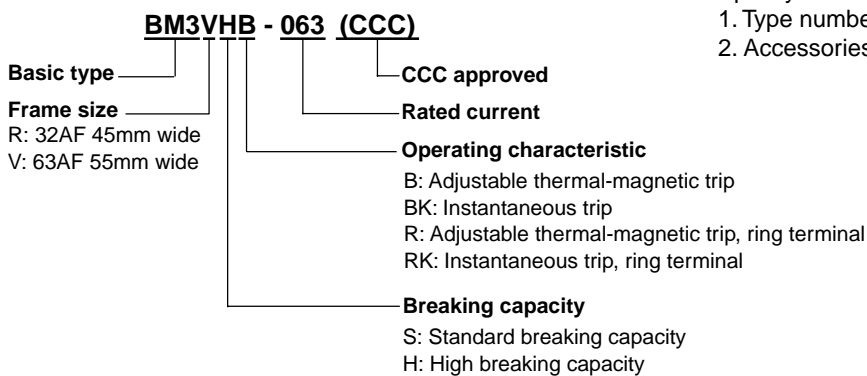 1. Type numbe
2. Accessories
BM3VHB - 063 (CCC)
Basic type
CCC approved
Frame size
R: 32AF 45mm wide
V: 63AF 55mm wide
Rated current
Operating characteristic
B: Adjustable thermal-magnetic trip
BK: Instantaneous trip
R: Adjustable thermal-magnetic trip, ring terminal
RK: Instantaneous trip, ring terminal
Breaking capacity
S: Standard breaking capacity
H: High breaking capacity